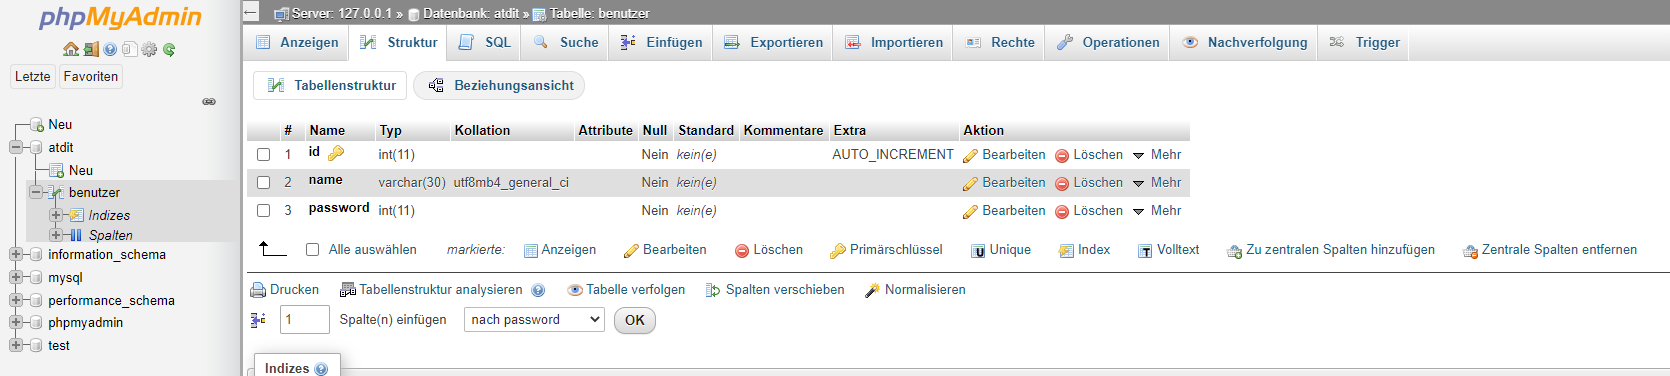 phpMyAdmin
Letzte Favoriten
Neu
atdit
Neu
benutzer
Indizes
Spalten
information_schema
mysql
performance_schema
phpmyadmin
test
Server: 127.0.0.1 » Datenbank: atdit » Tabelle: benutzer
Anzeigen Struktur SQL Suche Einfügen Exportieren Importieren Rechte Operationen Nachverfolgung Trigger
Tabellenstruktur Beziehungsansicht
# Name Typ Kollation Attribute Null Standard Kommentare Extra Aktion
1 id int(11) Nein kein(e) AUTO_INCREMENT Bearbeiten Löschen Mehr
2 name varchar(30) utf8mb4_general_ci Nein kein(e) Bearbeiten Löschen Mehr
3 password int(11) Nein kein(e) Bearbeiten Löschen Mehr
Alle auswählen markierte: Anzeigen Bearbeiten Löschen Primärschlüssel Unique Index Volltext Zu zentralen Spalten hinzufügen Zentrale Spalten entfernen
Drucken Tabellenstruktur analysieren Tabelle verfolgen Spalten verschieben Normalisieren
1 Spalte(n) einfügen nach password OK
Indizes